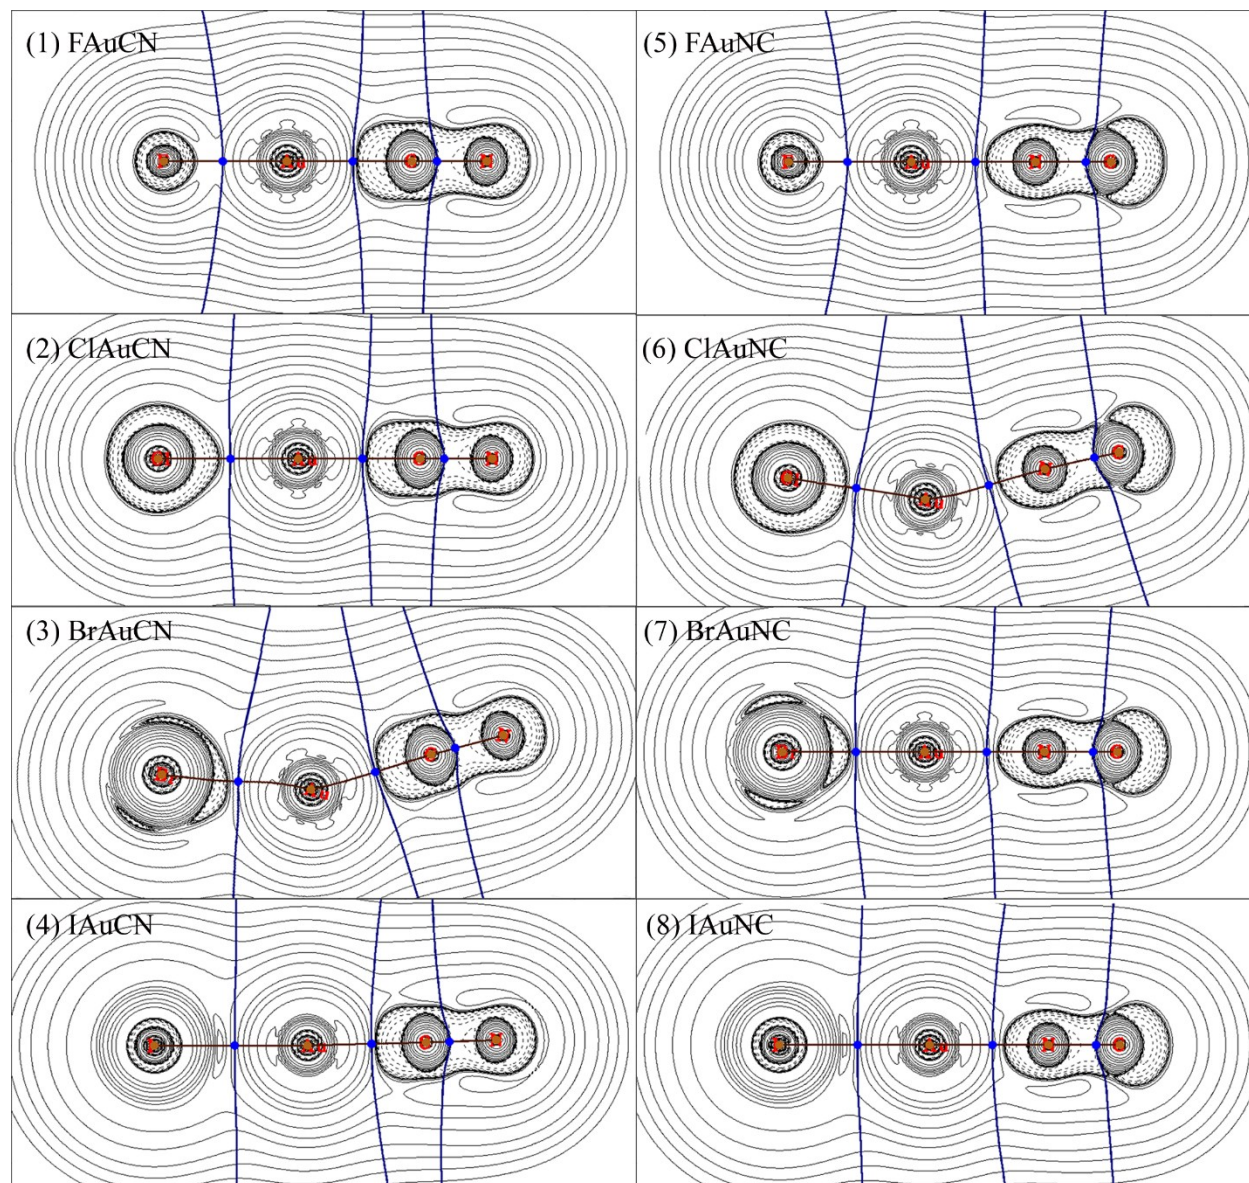 (1) FAuCN
(5) FAuNC
(2) ClAuCN
(6) ClAuNC
(3) BrAuCN
(7) BrAuNC
(4) IAuCN
(8) IAuNC